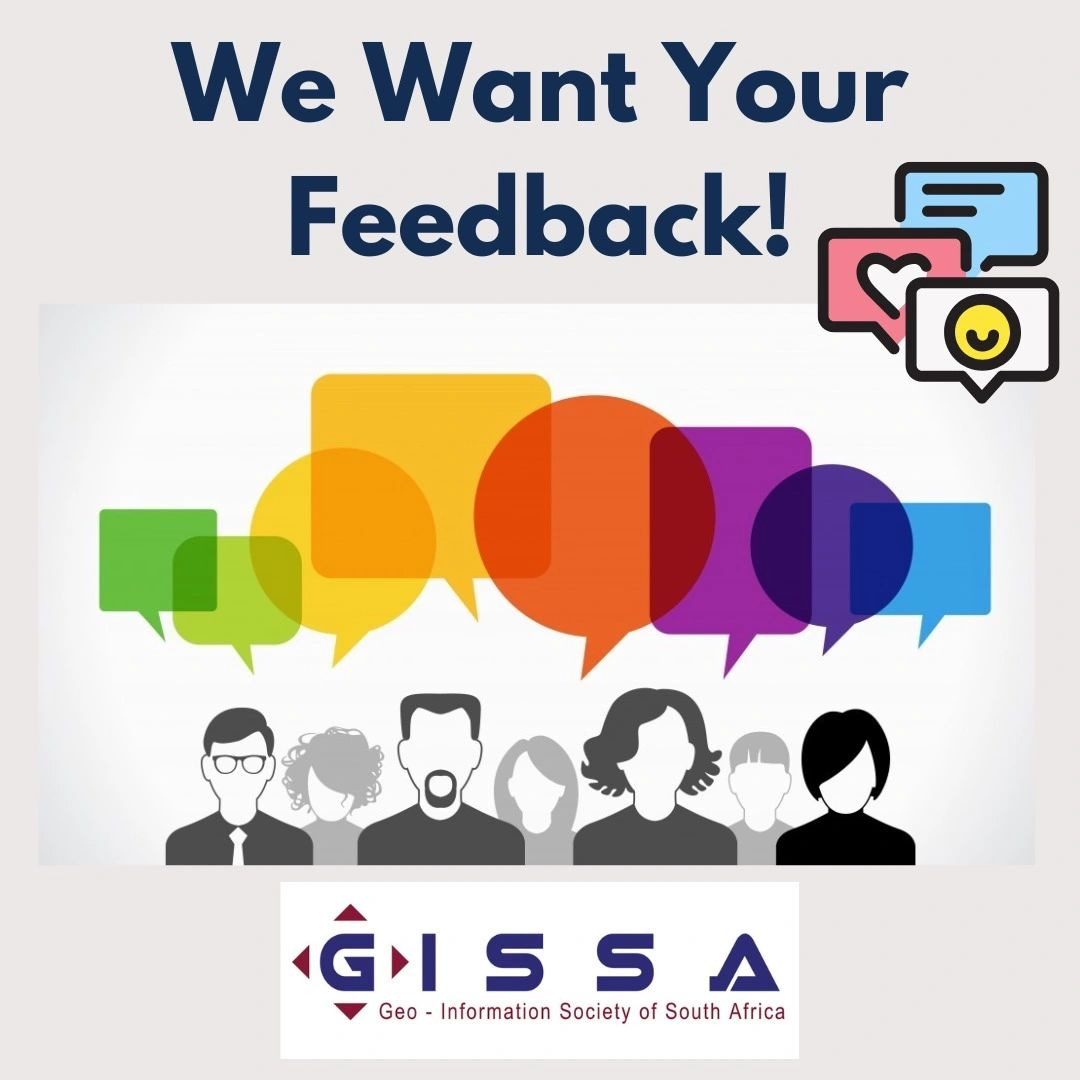 We Want Your
Feedback!
GISSA
Geo - Information Society of South Africa